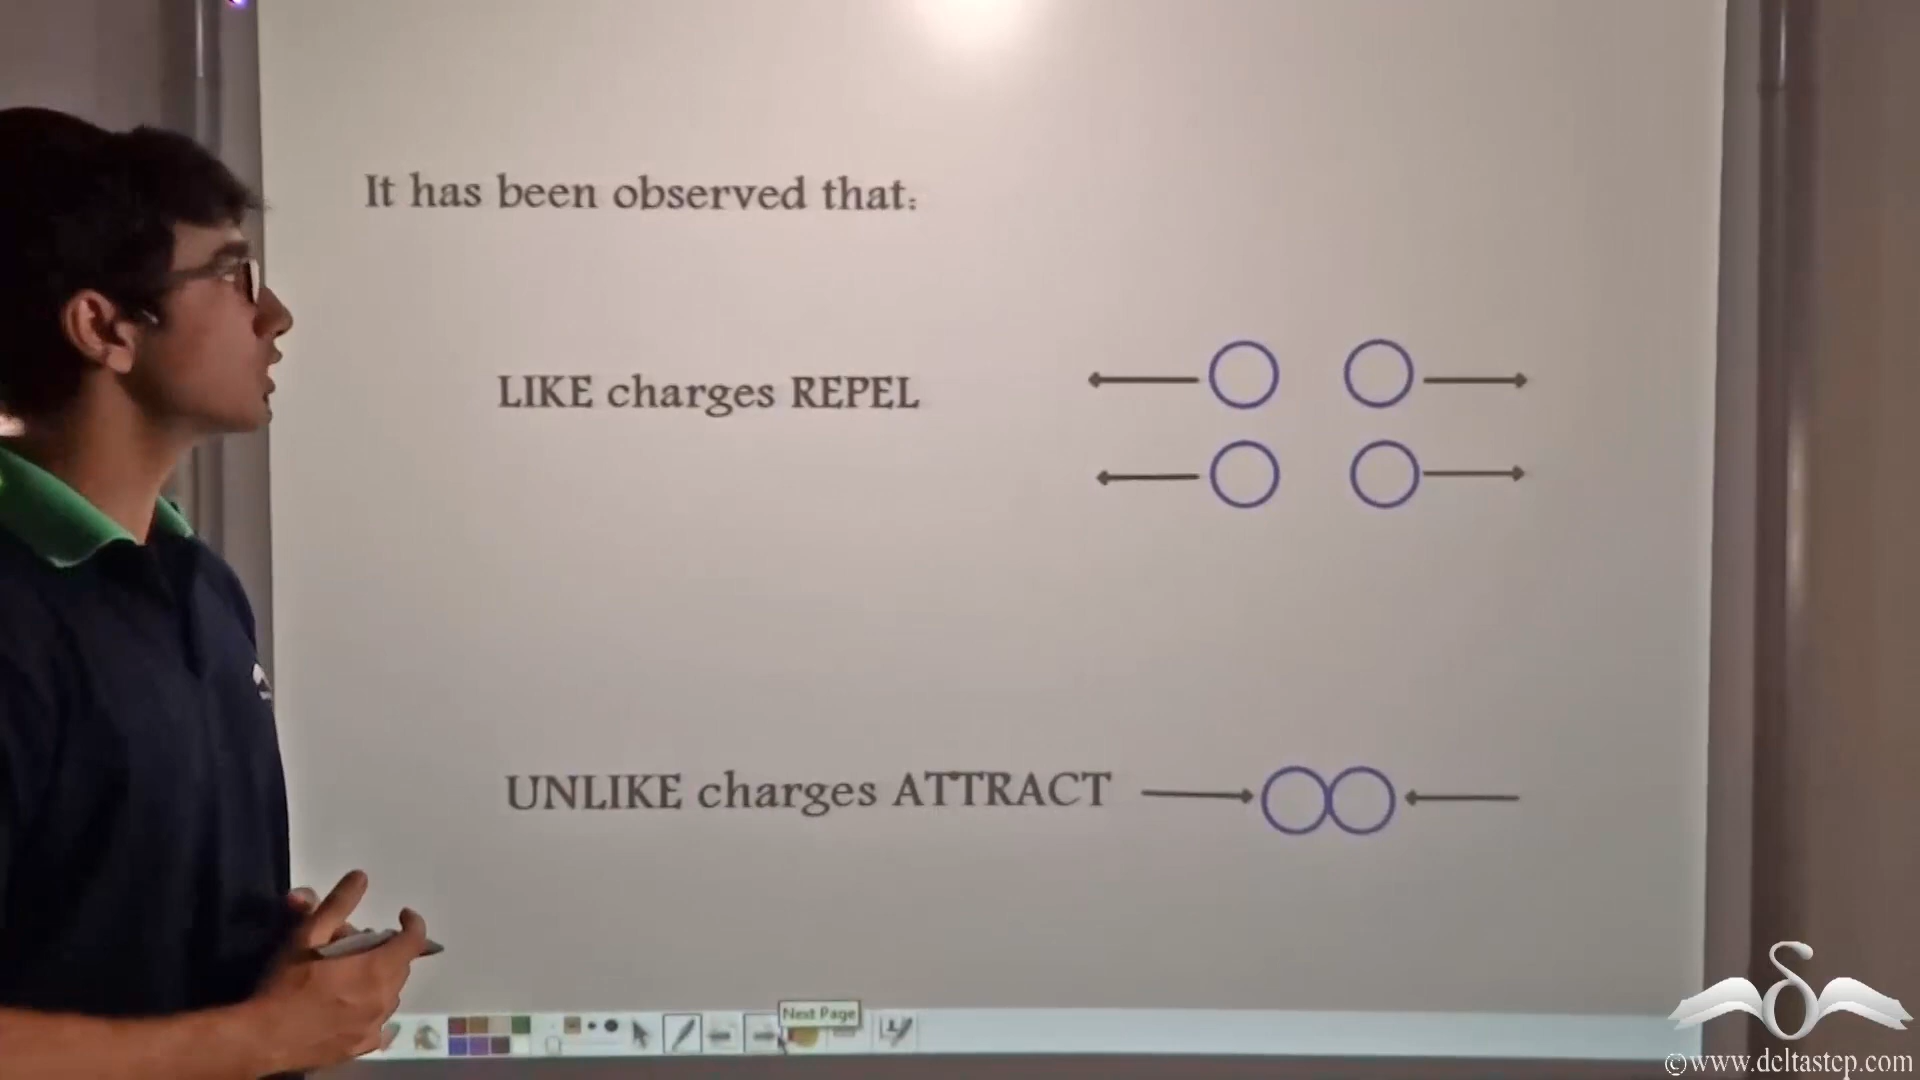 It has been observed that:
LIKE charges REPEL
UNLIKE charges ATTRACT
Next Page
©www.deltastep.com